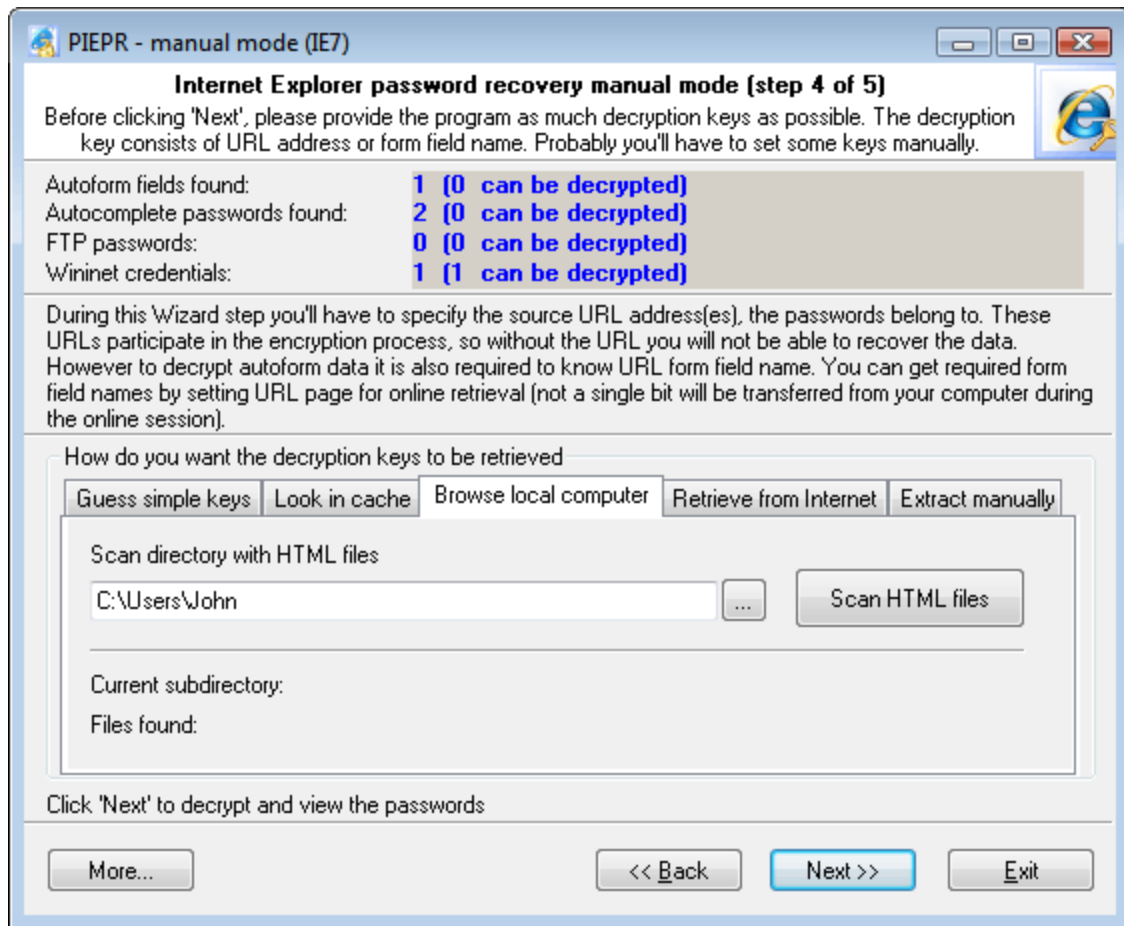 PIEPR - manual mode (IE7)
Internet Explorer password recovery manual mode (step 4 of 5)
Before clicking 'Next', please provide the program as much decryption keys as possible. The decryption
key consists of URL address or form field name. Probably you'll have to set some keys manually.
Autoform fields found: 1 (0 can be decrypted)
Autocomplete passwords found: 2 (0 can be decrypted)
FTP passwords: 0 (0 can be decrypted)
Wininet credentials: 1 (1 can be decrypted)
During this Wizard step you'll have to specify the source URL address(es), the passwords belong to. These
URLs participate in the encryption process, so without the URL you will not be able to recover the data.
However to decrypt autoform data it is also required to know URL form field name. You can get required form
field names by setting URL page for online retrieval (not a single bit will be transferred from your computer during
the online session).
How do you want the decryption keys to be retrieved
Guess simple keys Look in cache Browse local computer Retrieve from Internet Extract manually
Scan directory with HTML files
C:\Users\John ... Scan HTML files
Current subdirectory:
Files found:
Click 'Next' to decrypt and view the passwords
More... << Back Next >> Exit